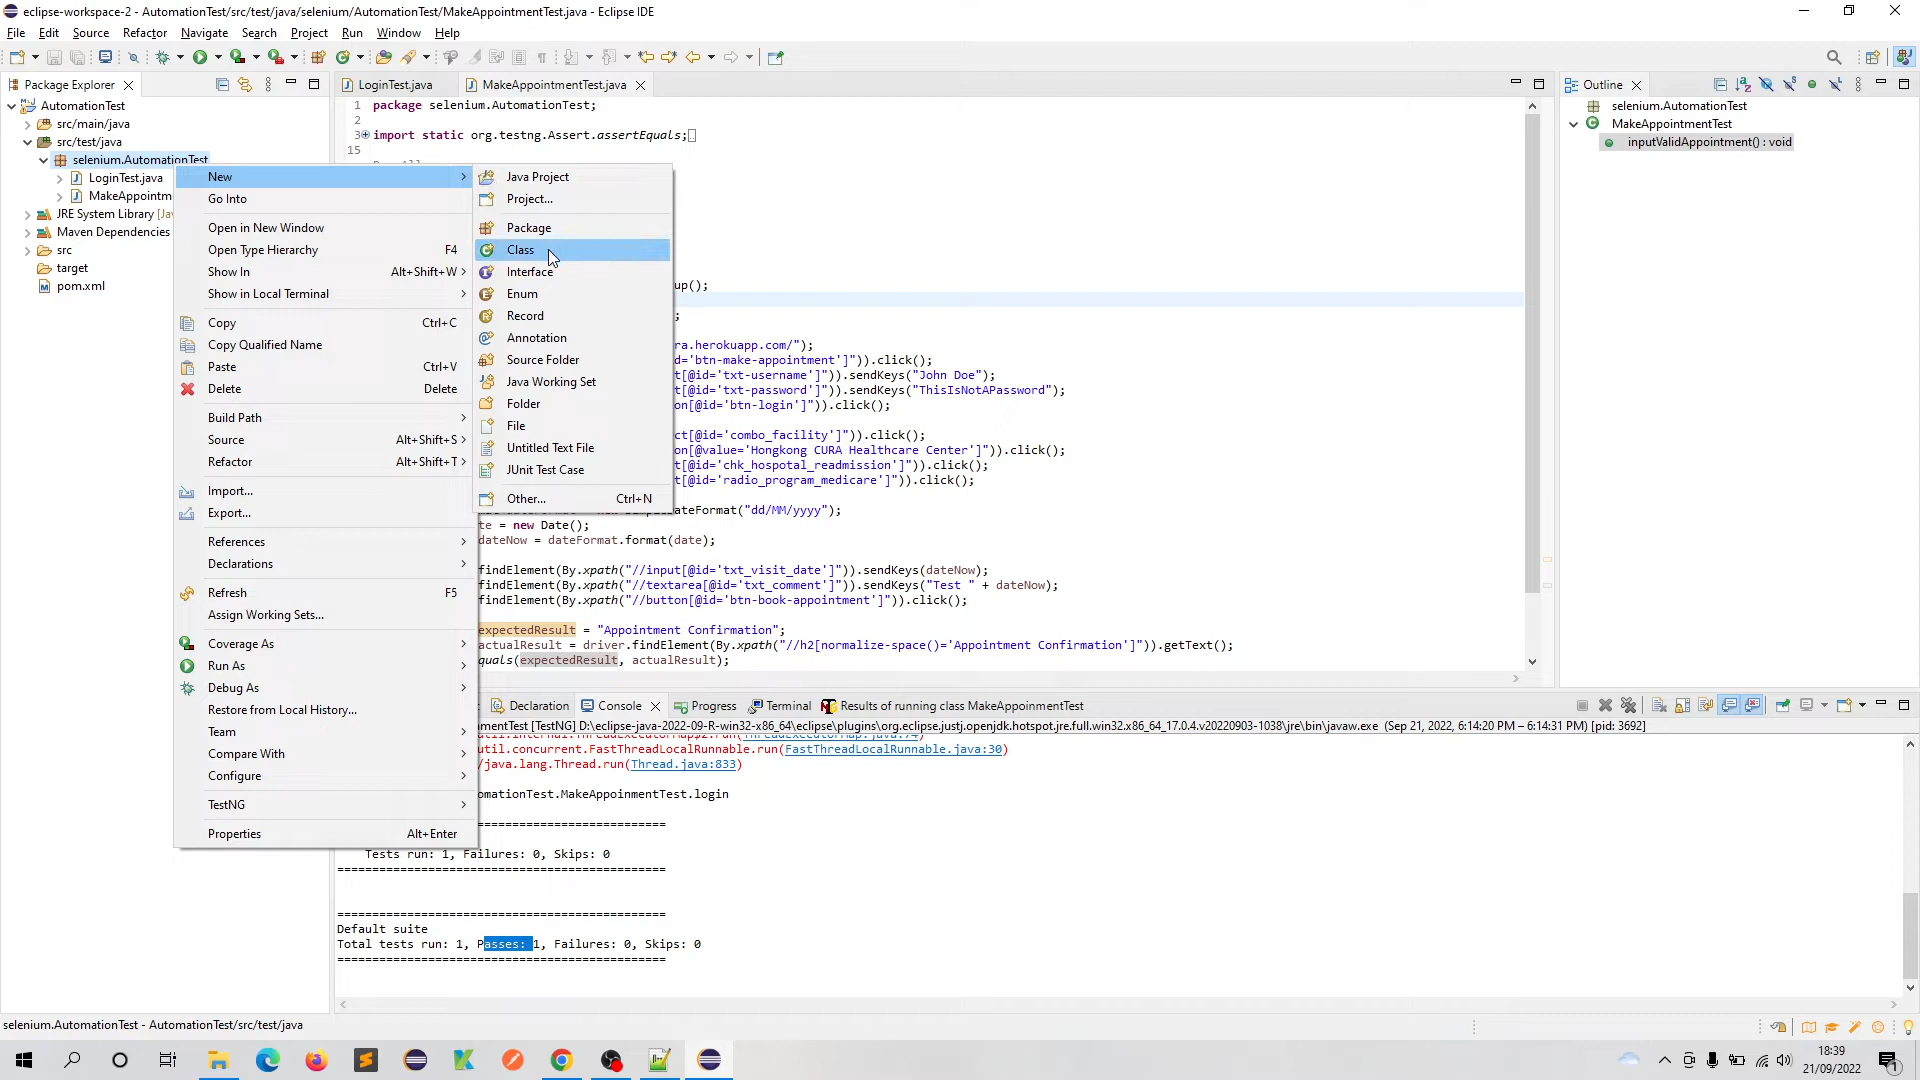 eclipse-workspace-2 - AutomationTest/src/test/java/selenium/AutomationTest/MakeAppointmentTest.java - Eclipse IDE
File Edit Source Refactor Navigate Search Project Run Window Help
Package Explorer
AutomationTest
src/main/java
src/test/java
selenium.AutomationTest
LoginTest.java
MakeAppointm
JRE System Library [Jav
Maven Dependencies
src
target
pom.xml
New
Go Into
Open in New Window
Open Type Hierarchy F4
Show In Alt+Shift+W
Show in Local Terminal
Copy Ctrl+C
Copy Qualified Name
Paste Ctrl+V
Delete Delete
Build Path
Source Alt+Shift+S
Refactor Alt+Shift+T
Import...
Export...
References
Declarations
Refresh F5
Assign Working Sets...
Coverage As
Run As
Debug As
Restore from Local History...
Team
Compare With
Configure
TestNG
Properties Alt+Enter
Java Project
Project...
Package
Class
Interface
Enum
Record
Annotation
Source Folder
Java Working Set
Folder
File
Untitled Text File
JUnit Test Case
Other... Ctrl+N
LoginTest.java MakeAppointmentTest.java
1 package selenium.AutomationTest;
2
3 import static org.testng.Assert.assertEquals;
15
up();
;
ra.herokuapp.com/");
d='btn-make-appointment']")).click();
t[@id='txt-username']")).sendKeys("John Doe");
t[@id='txt-password']")).sendKeys("ThisIsNotAPassword");
on[@id='btn-login']")).click();
ct[@id='combo_facility']")).click();
on[@value='Hongkong CURA Healthcare Center']")).click();
t[@id='chk_hospotal_readmission']")).click();
t[@id='radio_program_medicare']")).click();
ateFormat("dd/MM/yyyy");
te = new Date();
dateNow = dateFormat.format(date);
findElement(By.xpath("//input[@id='txt_visit_date']")).sendKeys(dateNow);
findElement(By.xpath("//textarea[@id='txt_comment']")).sendKeys("Test " + dateNow);
findElement(By.xpath("//button[@id='btn-book-appointment']")).click();
expectedResult = "Appointment Confirmation";
actualResult = driver.findElement(By.xpath("//h2[normalize-space()='Appointment Confirmation']")).getText();
quals(expectedResult, actualResult);
Outline
selenium.AutomationTest
MakeAppointmentTest
inputValidAppointment() : void
Declaration Console Progress Terminal Results of running class MakeAppoinmentTest
nmentTest [TestNG] D:\eclipse-java-2022-09-R-win32-x86_64\eclipse\plugins\org.eclipse.justj.openjdk.hotspot.jre.full.win32.x86_64_17.0.4.v20220903-1038\jre\bin\javaw.exe (Sep 21, 2022, 6:14:20 PM – 6:14:31 PM) [pid: 3692]
util.internal.ThreadExecutorMap$2.run(ThreadExecutorMap.java:74)
util.concurrent.FastThreadLocalRunnable.run(FastThreadLocalRunnable.java:30)
/java.lang.Thread.run(Thread.java:833)
omationTest.MakeAppoinmentTest.login
===============================================
Tests run: 1, Failures: 0, Skips: 0
===============================================
===============================================
Default suite
Total tests run: 1, Passes: 1, Failures: 0, Skips: 0
===============================================
selenium.AutomationTest - AutomationTest/src/test/java
18:39
21/09/2022
1